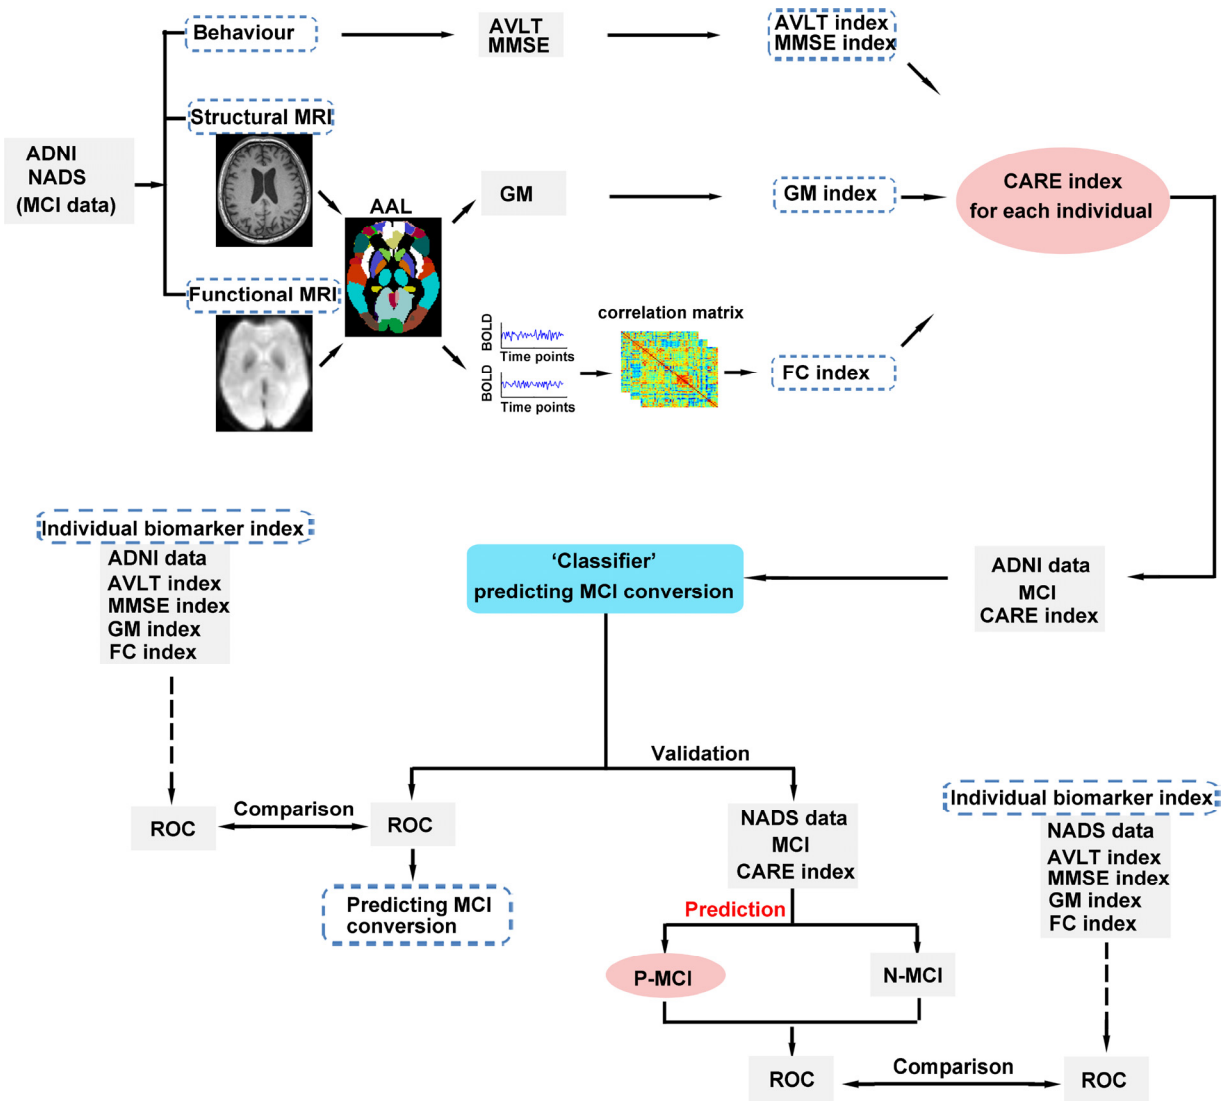 Behaviour
AVLT
MMSE
AVLT index
MMSE index
Structural MRI
ADNI
NADS
(MCI data)
AAL
GM
GM index
CARE index
for each individual
Functional MRI
BOLD
Time points
BOLD
Time points
correlation matrix
FC index
Individual biomarker index
ADNI data
AVLT index
MMSE index
GM index
FC index
‘Classifier’
predicting MCI conversion
ADNI data
MCI
CARE index
Validation
ROC
Comparison
ROC
Predicting MCI
conversion
NADS data
MCI
CARE index
Prediction
P-MCI
N-MCI
ROC
Comparison
ROC
Individual biomarker index
NADS data
AVLT index
MMSE index
GM index
FC index